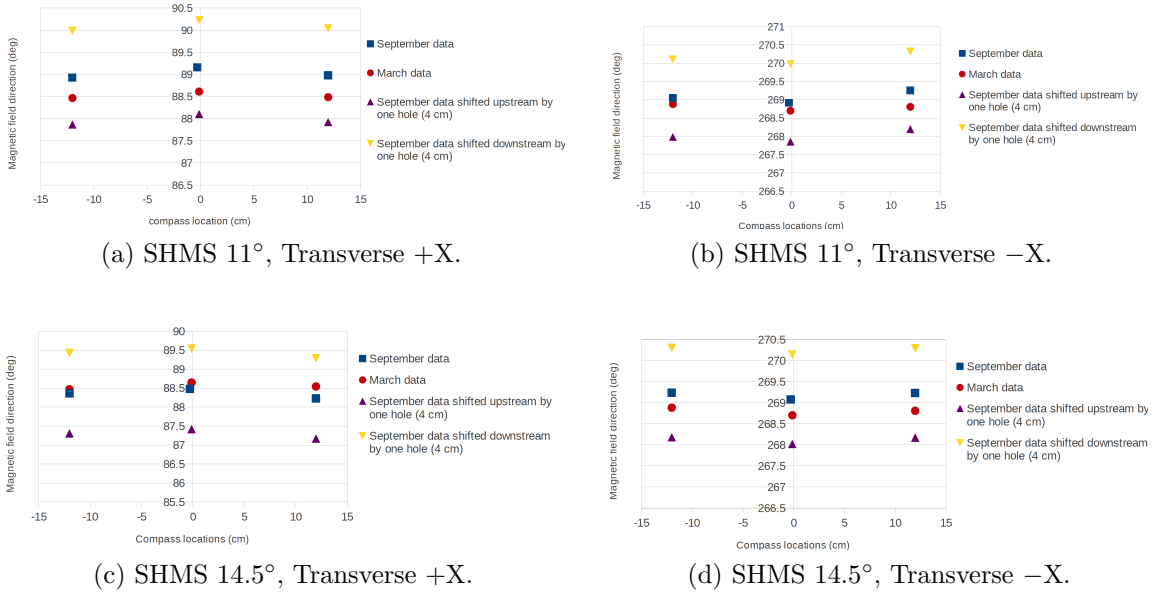 Magnetic field direction (deg)
90.5
90
89.5
89
88.5
88
87.5
87
86.5
-15
-10
-5
0
5
10
15
compass location (cm)
September data
March data
September data shifted upstream by
one hole (4 cm)
September data shifted downstream by
one hole (4 cm)
(a) SHMS 11°, Transverse +X.
Magnetic field direction (deg)
271
270.5
270
269.5
269
268.5
268
267.5
267
266.5
-15
-10
-5
0
5
10
15
Compass locations (cm)
September data
March data
September data shifted upstream by
one hole (4 cm)
September data shifted downstream
by one hole (4 cm)
(b) SHMS 11°, Transverse −X.
Magnetic field direction (deg)
90
89.5
89
88.5
88
87.5
87
86.5
86
85.5
-15
-10
-5
0
5
10
15
Compass locations (cm)
September data
March data
September data shifted upstream by
one hole (4 cm)
September data shifted downstream
by one hole (4 cm)
(c) SHMS 14.5°, Transverse +X.
Magnetic field direction (deg)
270.5
270
269.5
269
268.5
268
267.5
267
266.5
-15
-10
-5
0
5
10
15
Compass locations (cm)
September data
March data
September data shifted upstream by
one hole (4 cm)
September data shifted downstream
by one hole (4 cm)
(d) SHMS 14.5°, Transverse −X.